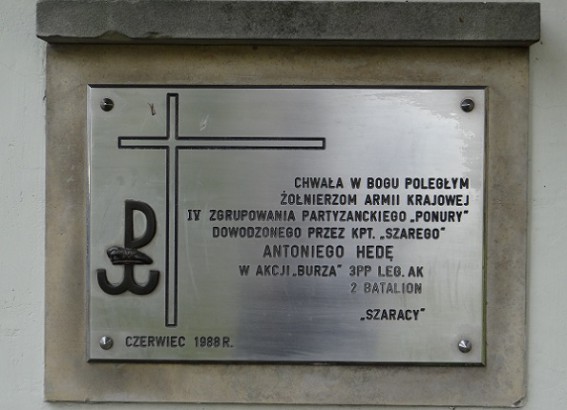 CHWAŁA W BOGU POLEGŁYM
ŻOŁNIERZOM ARMII KRAJOWEJ
IV ZGRUPOWANIA PARTYZANCKIEGO „PONURY"
DOWODZONEGO PRZEZ KPT. „SZAREGO"
ANTONIEGO HEDĘ
W AKCJI „BURZA" 3PP LEG. AK
2 BATALION
„SZARACY"
CZERWIEC 1988 R.